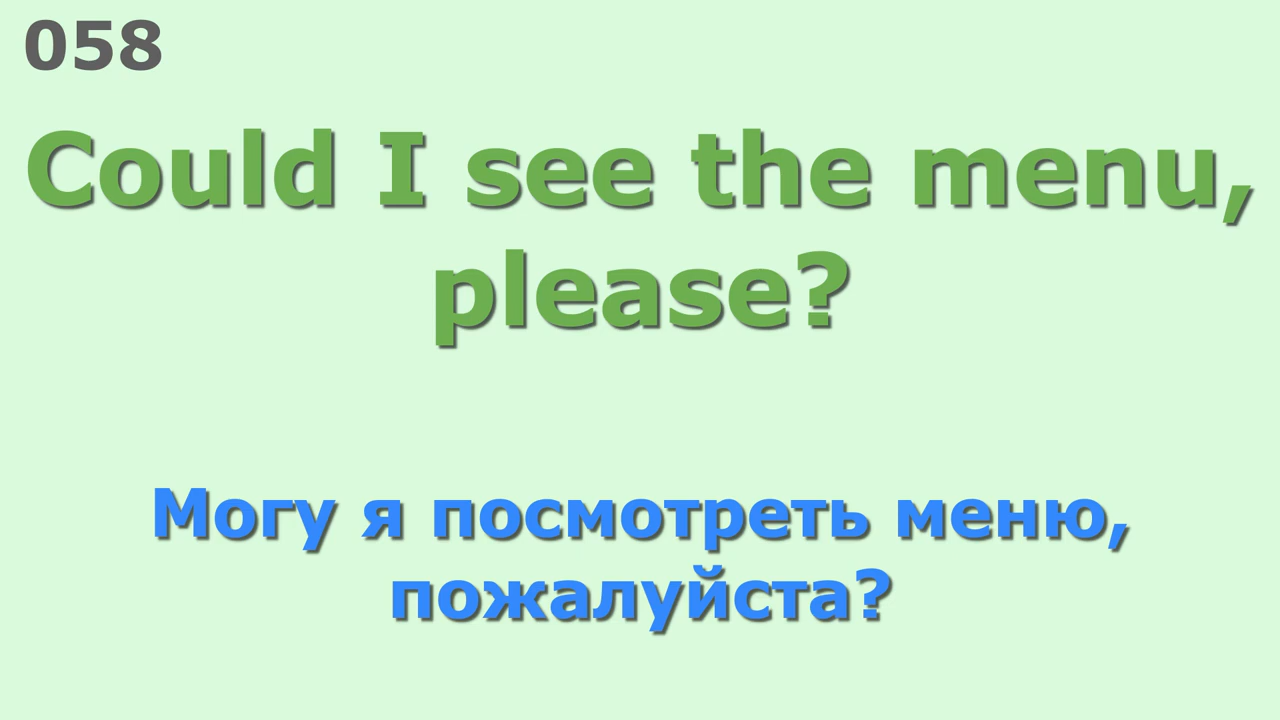 058
Could I see the menu,
please?
Могу я посмотреть меню,
пожалуйста?